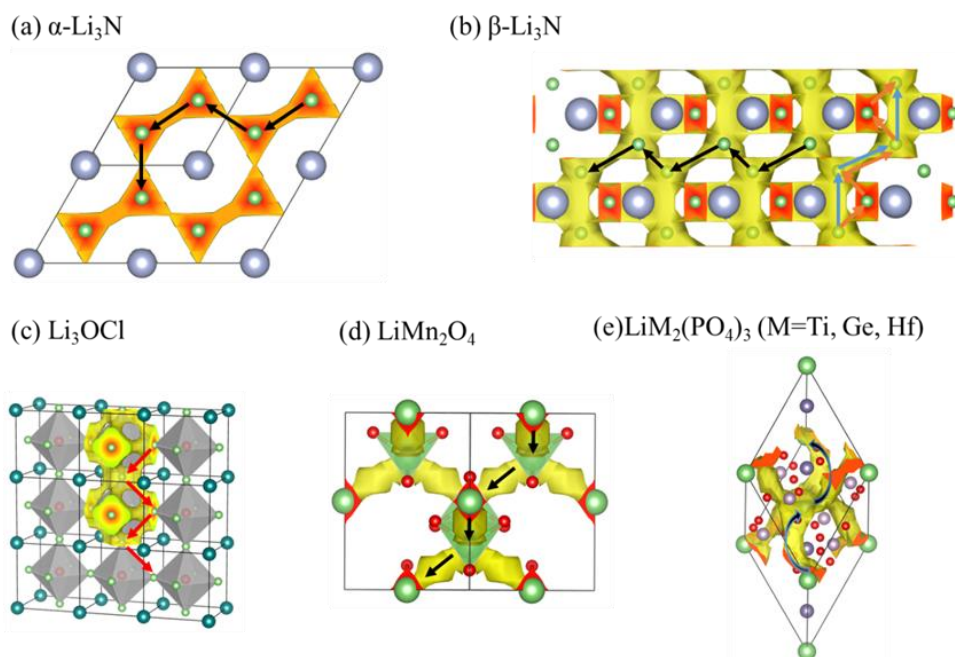 (a) α-Li₃N
(b) β-Li₃N
(c) Li₃OCl
(d) LiMn₂O₄
(e)LiM₂(PO₄)₃ (M=Ti, Ge, Hf)